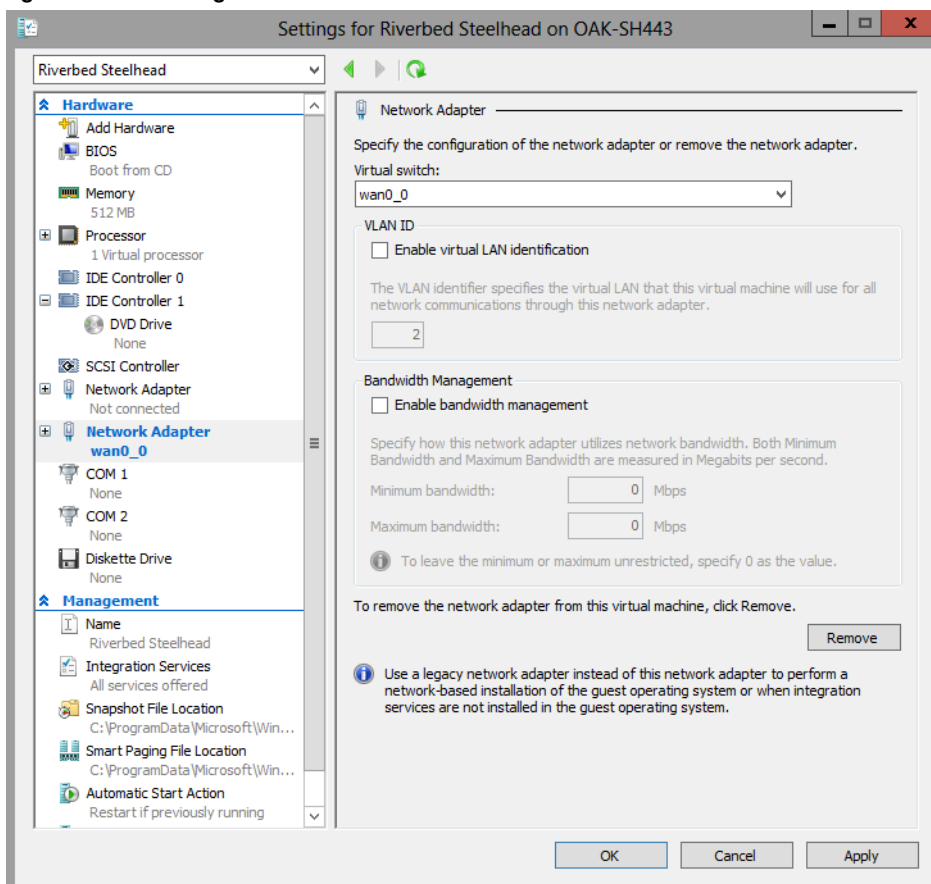 Settings for Riverbed Steelhead on OAK-SH443
Riverbed Steelhead
Hardware
Add Hardware
BIOS
Boot from CD
Memory
512 MB
Processor
1 Virtual processor
IDE Controller 0
IDE Controller 1
DVD Drive
None
SCSI Controller
Network Adapter
Not connected
Network Adapter
wan0_0
COM 1
None
COM 2
None
Diskette Drive
None
Management
Name
Riverbed Steelhead
Integration Services
All services offered
Snapshot File Location
C:\ProgramData\Microsoft\Win...
Smart Paging File Location
C:\ProgramData\Microsoft\Win...
Automatic Start Action
Restart if previously running
Network Adapter
Specify the configuration of the network adapter or remove the network adapter.
Virtual switch:
wan0_0
VLAN ID
Enable virtual LAN identification
The VLAN identifier specifies the virtual LAN that this virtual machine will use for all
network communications through this network adapter.
2
Bandwidth Management
Enable bandwidth management
Specify how this network adapter utilizes network bandwidth. Both Minimum
Bandwidth and Maximum Bandwidth are measured in Megabits per second.
Minimum bandwidth: 0 Mbps
Maximum bandwidth: 0 Mbps
To leave the minimum or maximum unrestricted, specify 0 as the value.
To remove the network adapter from this virtual machine, click Remove.
Remove
Use a legacy network adapter instead of this network adapter to perform a
network-based installation of the guest operating system or when integration
services are not installed in the guest operating system.
OK Cancel Apply